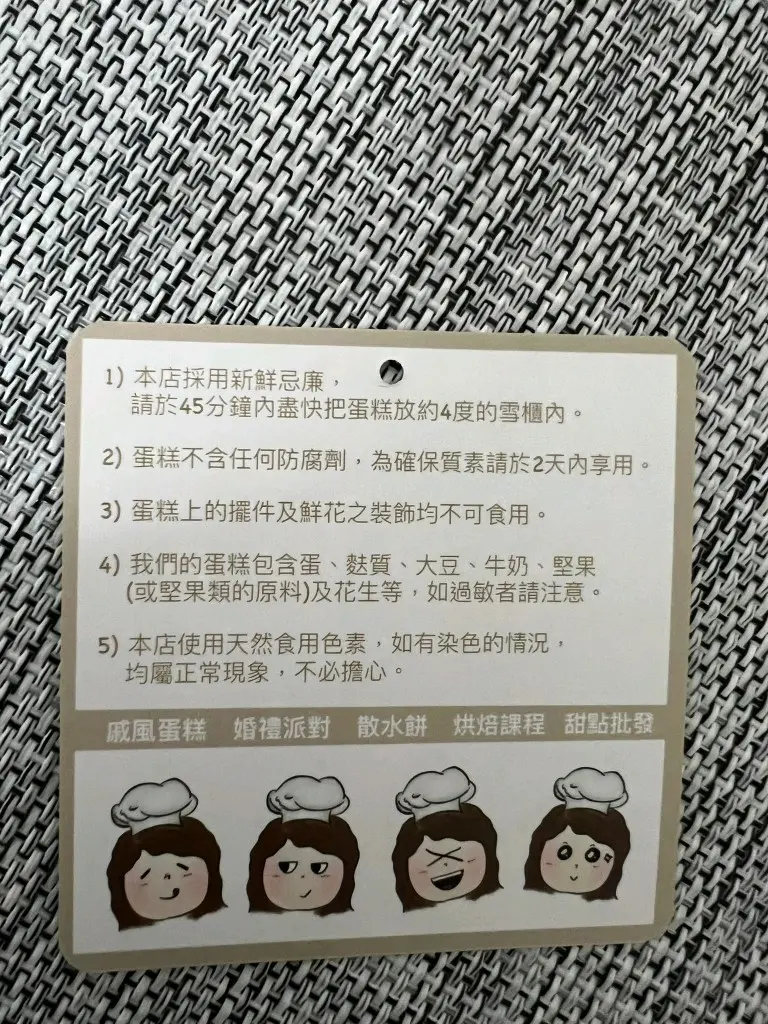 1) 本店採用新鮮忌廉，
請於45分鐘內盡快把蛋糕放約4度的雪櫃內。
2) 蛋糕不含任何防腐劑，為確保質素請於2天內享用。
3) 蛋糕上的擺件及鮮花之裝飾均不可食用。
4) 我們的蛋糕包含蛋、麩質、大豆、牛奶、堅果
(或堅果類的原料)及花生等，如過敏者請注意。
5) 本店使用天然食用色素，如有染色的情況，
均屬正常現象，不必擔心。
戚風蛋糕 婚禮派對 散水餅 烘焙課程 甜點批發